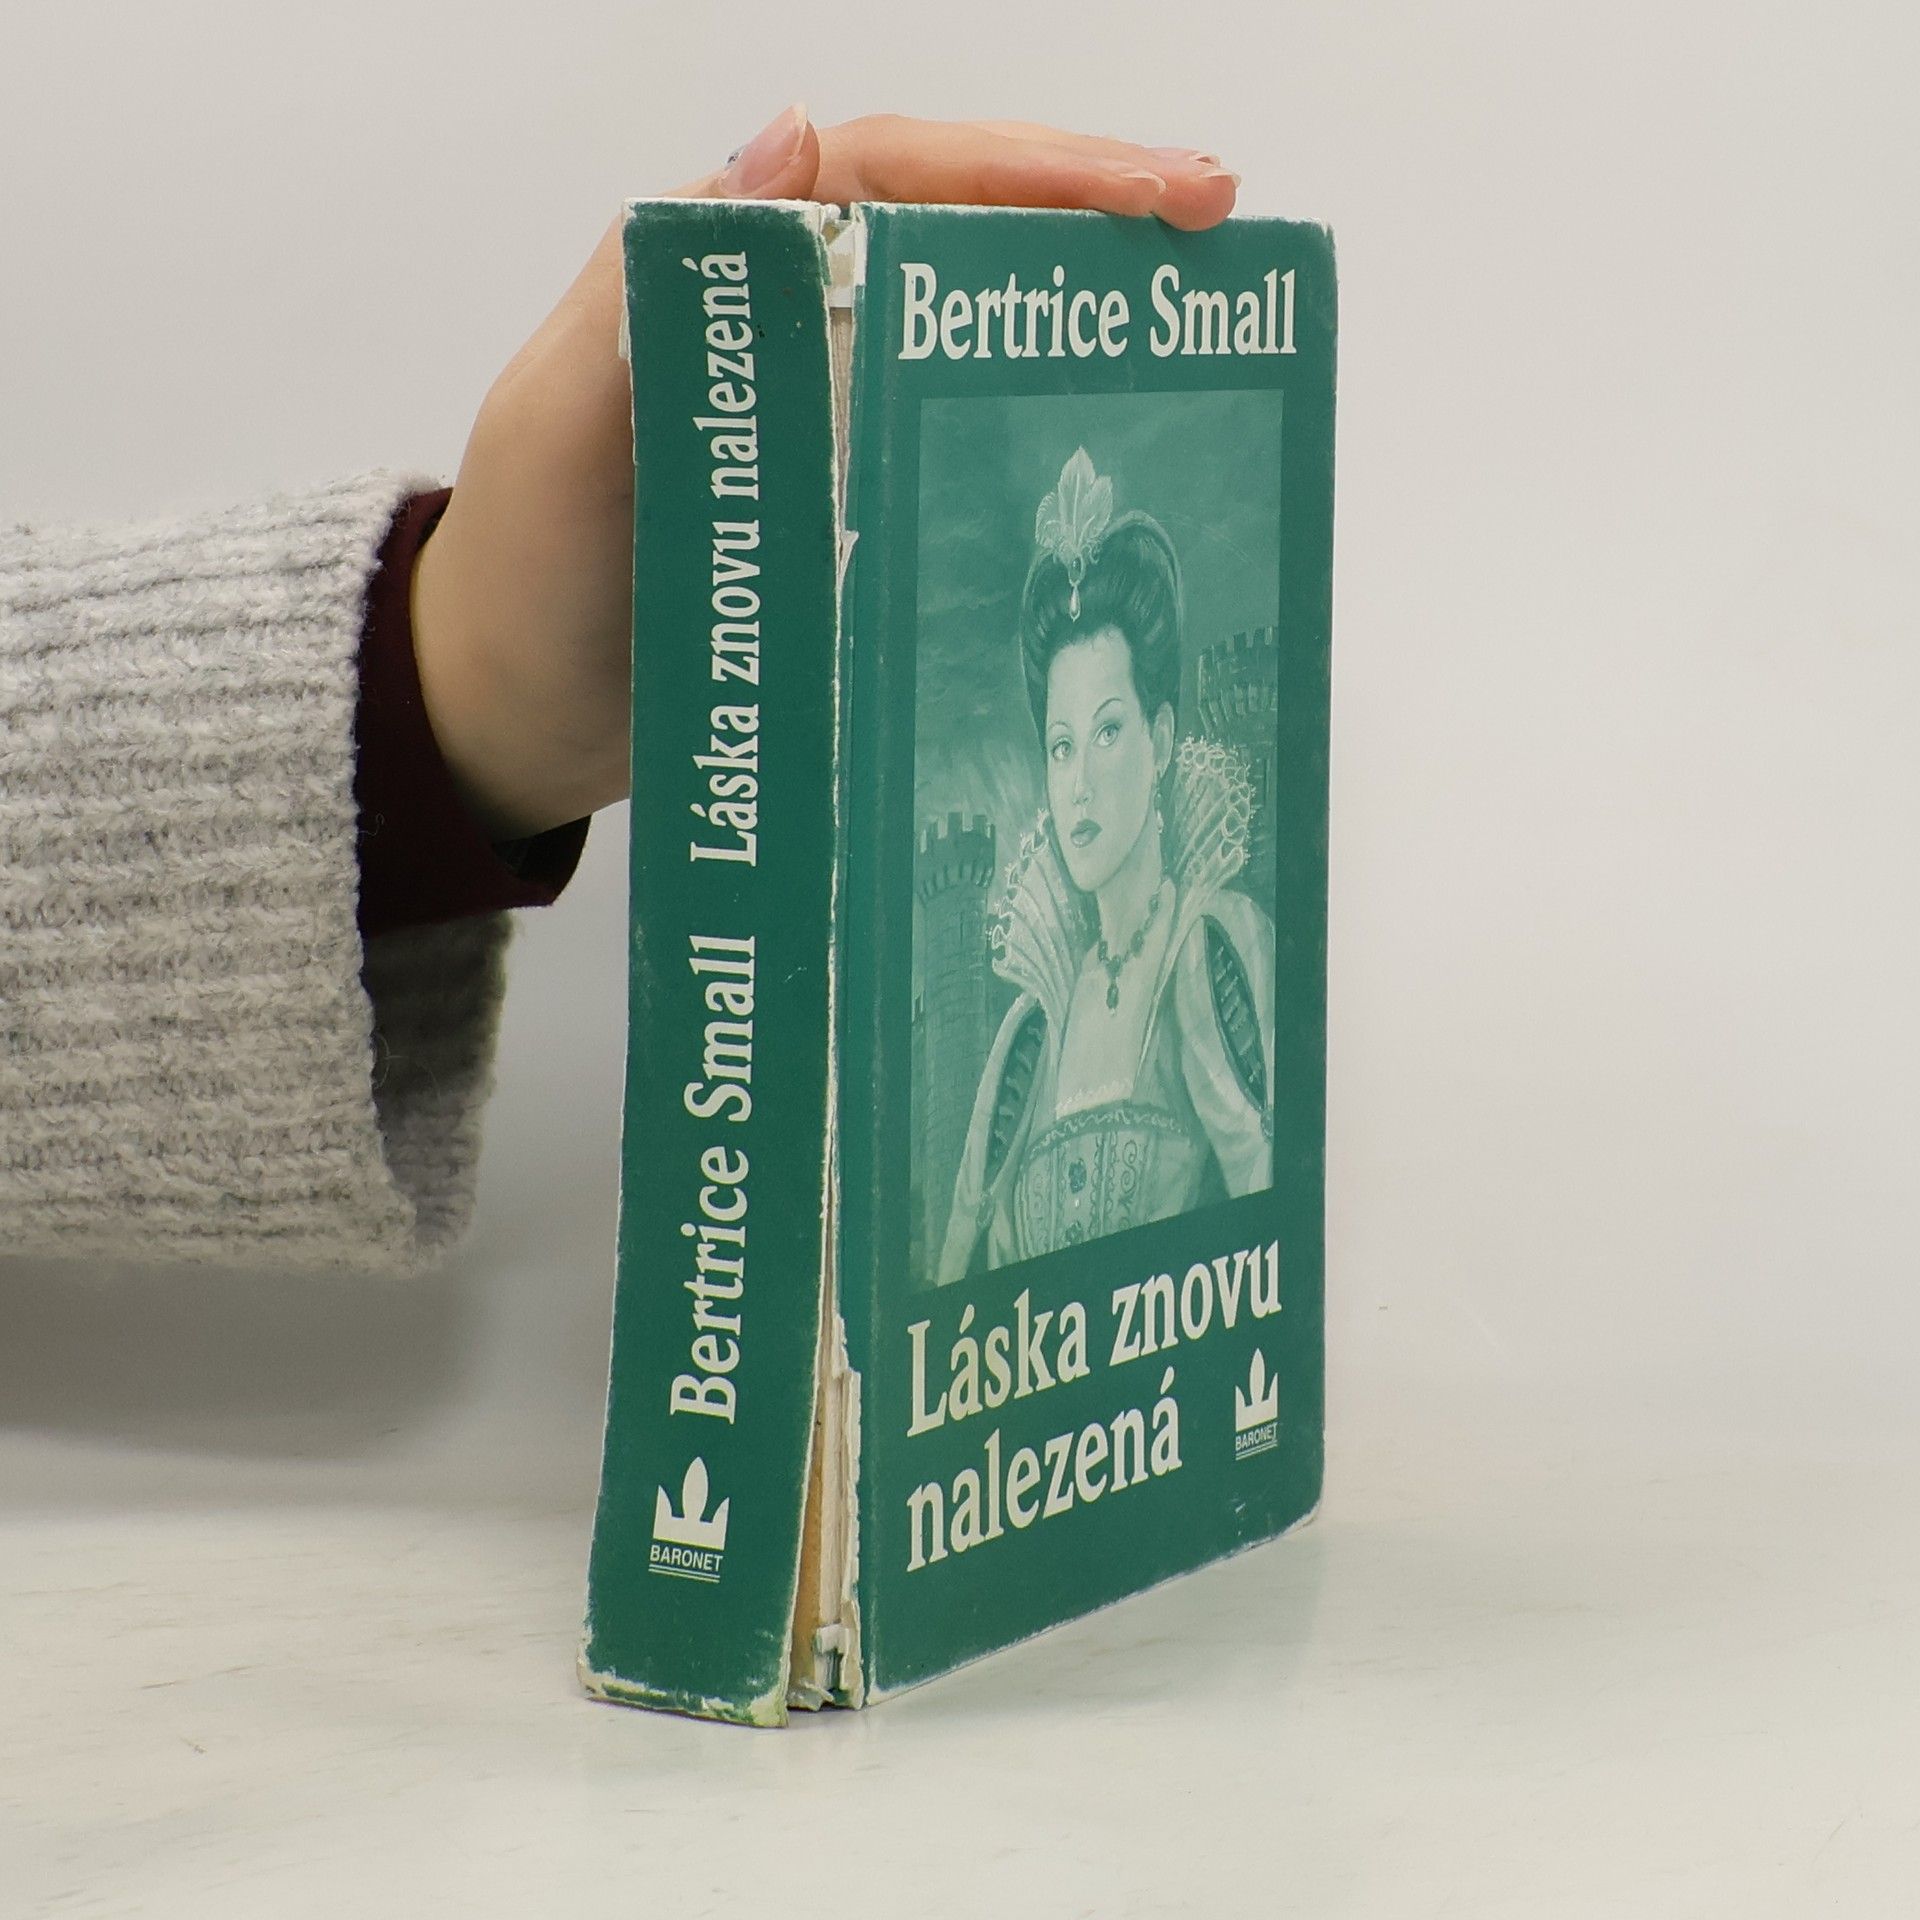 Bertrice Small Láska znovu nalezená
BARONET
Bertrice Small
Láska znovu
nalezená
BARONET